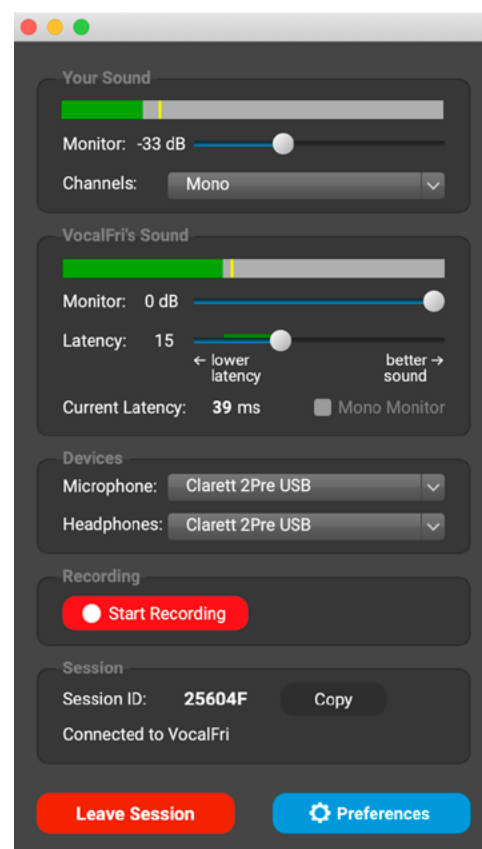 Your Sound
Monitor: -33 dB
Channels: Mono
VocalFri's Sound
Monitor: 0 dB
Latency: 15
← lower better →
latency sound
Current Latency: 39 ms Mono Monitor
Devices
Microphone: Clarett 2Pre USB
Headphones: Clarett 2Pre USB
Recording
Start Recording
Session
Session ID: 25604F Copy
Connected to VocalFri
Leave Session Preferences